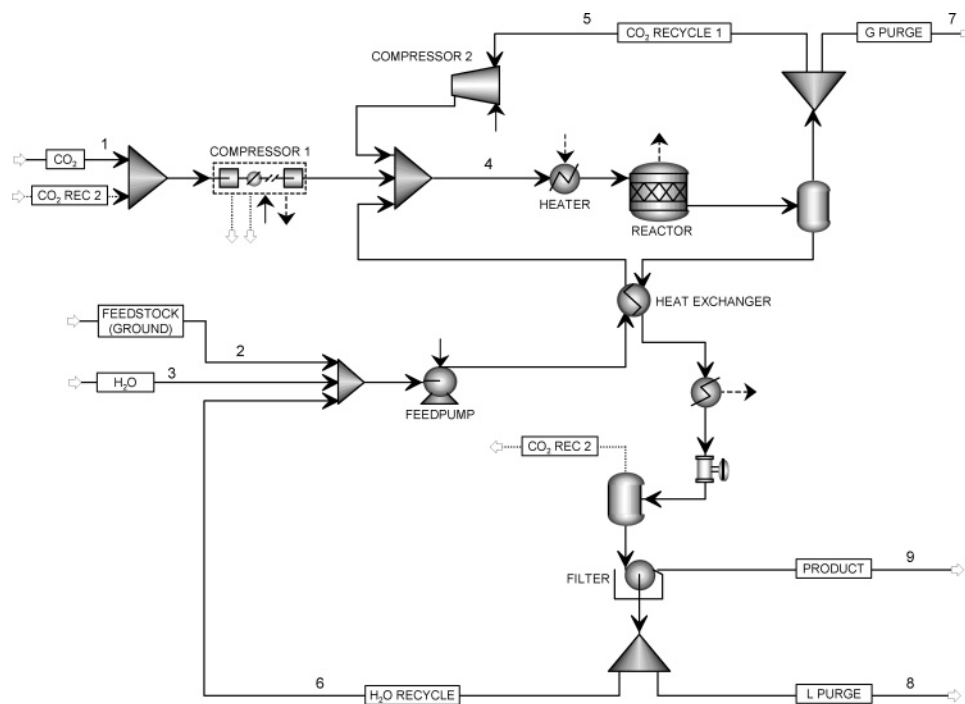 5
CO₂ RECYCLE 1
G PURGE
7
COMPRESSOR 2
1
CO₂
COMPRESSOR 1
CO₂ REC 2
4
HEATER
REACTOR
HEAT EXCHANGER
FEEDSTOCK
(GROUND)
2
H₂O
3
FEEDPUMP
CO₂ REC 2
FILTER
PRODUCT
9
6
H₂O RECYCLE
L PURGE
8